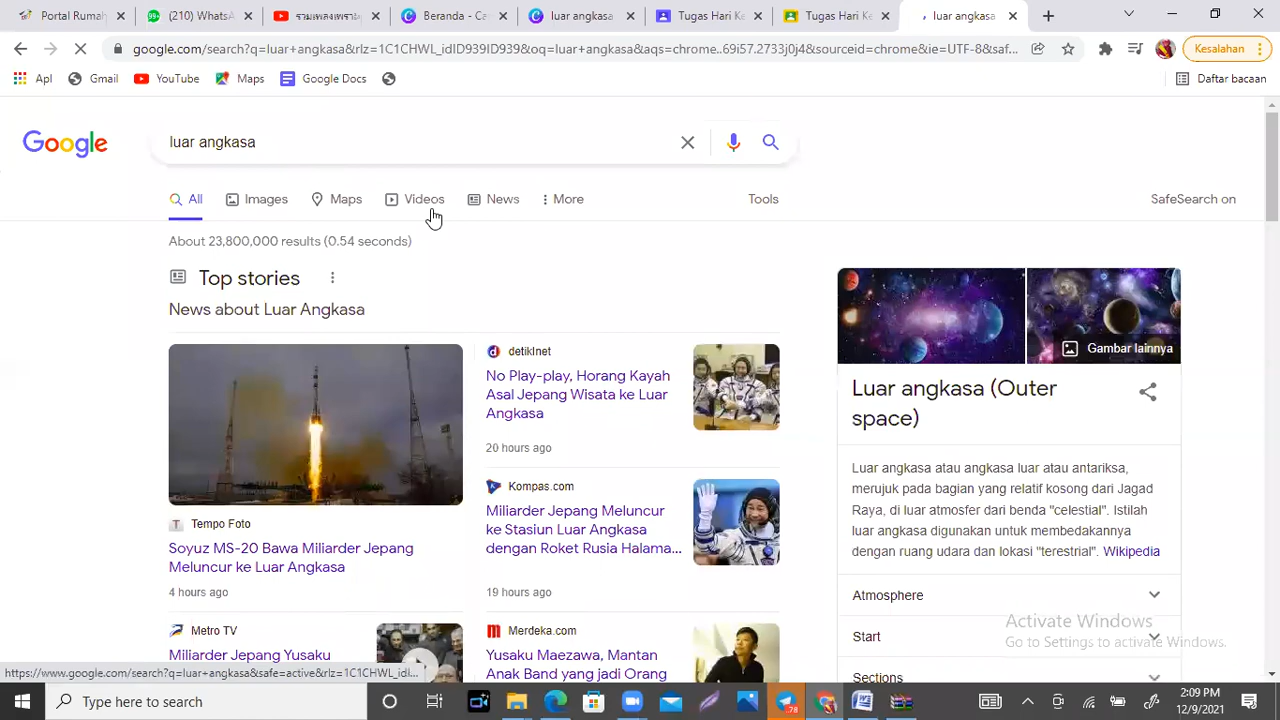 Portal Rumah
(210) WhatsA
Beranda - Ca
luar angkasa
Tugas Hari Ke
Tugas Hari Ke
luar angkasa
google.com/search?q=luar+angkasa&rlz=1C1CHWL_idID939ID939&oq=luar+angkasa&aqs=chrome..69i57.2733j0j4&sourceid=chrome&ie=UTF-8&saf...
Kesalahan
Apl
Gmail
YouTube
Maps
Google Docs
Daftar bacaan
Google
luar angkasa
All
Images
Maps
Videos
News
More
Tools
SafeSearch on
About 23,800,000 results (0.54 seconds)
Top stories
News about Luar Angkasa
Tempo Foto
Soyuz MS-20 Bawa Miliarder Jepang
Meluncur ke Luar Angkasa
4 hours ago
detikInet
No Play-play, Horang Kayah
Asal Jepang Wisata ke Luar
Angkasa
20 hours ago
Kompas.com
Miliarder Jepang Meluncur
ke Stasiun Luar Angkasa
dengan Roket Rusia Halama...
19 hours ago
Metro TV
Miliarder Jepang Yusaku
Merdeka.com
Yusaku Maezawa, Mantan
Anak Band yang jadi Orang
Gambar lainnya
Luar angkasa (Outer
space)
Luar angkasa atau angkasa luar atau antariksa,
merujuk pada bagian yang relatif kosong dari Jagad
Raya, di luar atmosfer dari benda "celestial". Istilah
luar angkasa digunakan untuk membedakannya
dengan ruang udara dan lokasi "terestrial". Wikipedia
Atmosphere
Start
Sections
Activate Windows
Go to Settings to activate Windows.
https://www.google.com/search?q=luar+angkasa&safe=active&rlz=1C1CHWL_idI...
Type here to search
78
2:09 PM
12/9/2021